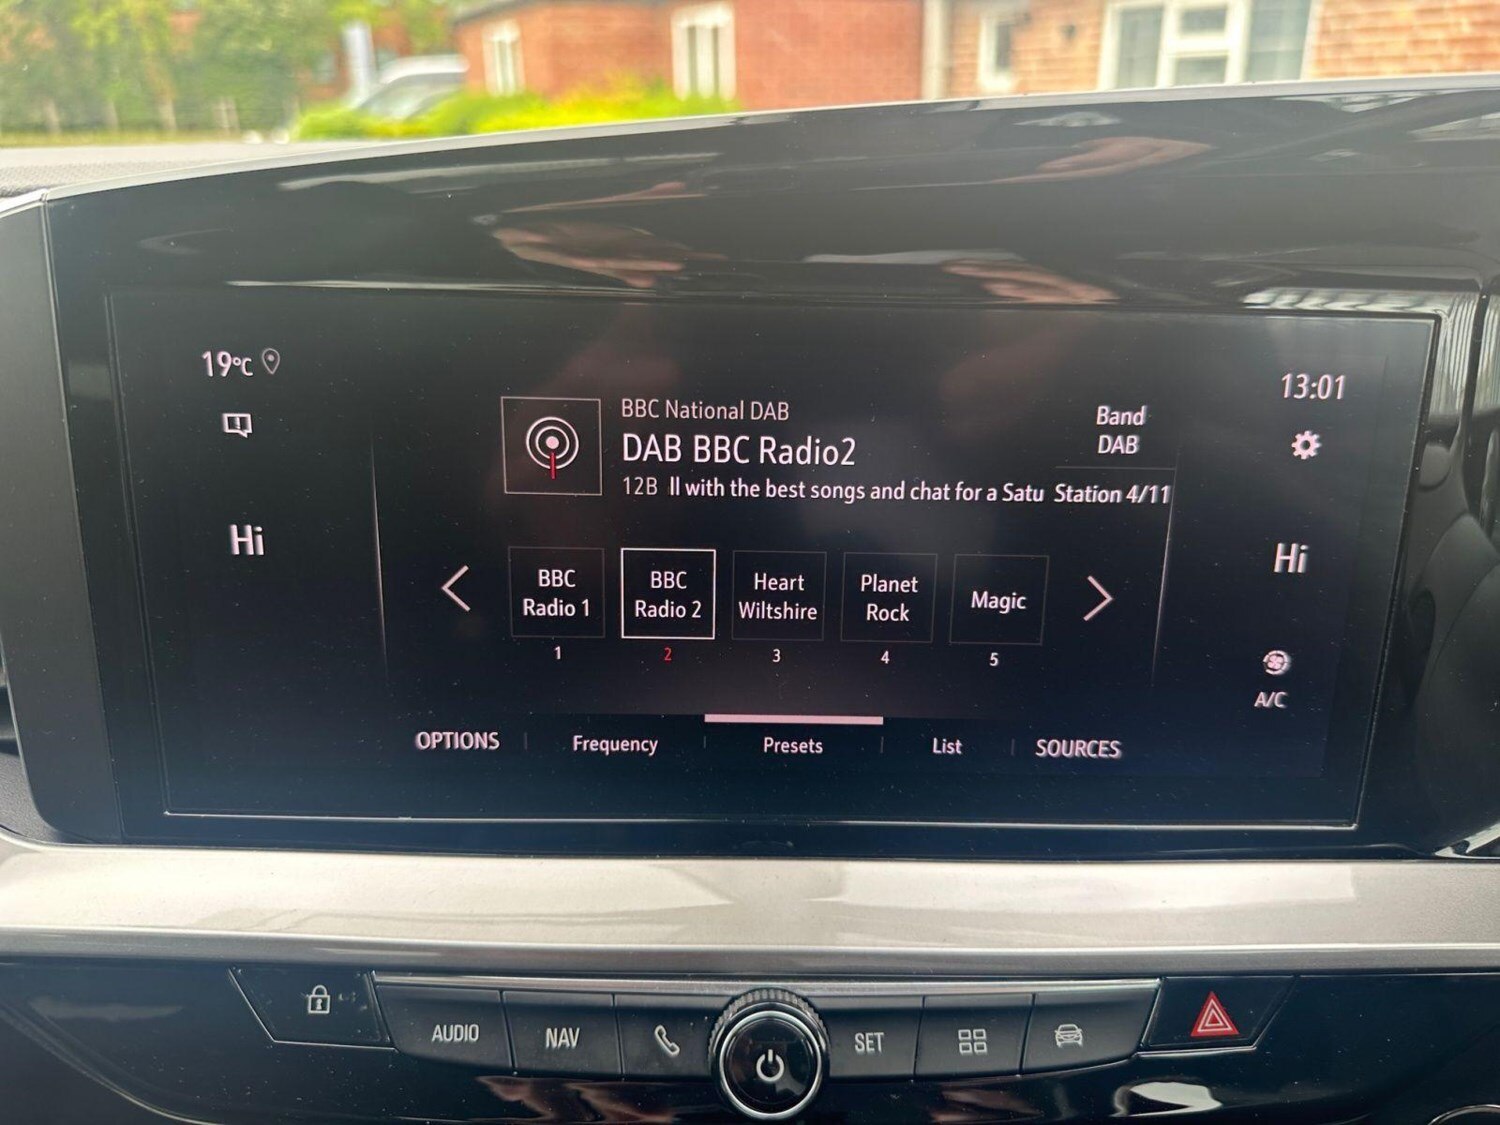 19°C
13:01
BBC National DAB
DAB BBC Radio2
12B ll with the best songs and chat for a Satu
Band
DAB
Station 4/11
Hi
Hi
BBC
Radio 1
BBC
Radio 2
Heart
Wiltshire
Planet
Rock
Magic
1
2
3
4
5
A/C
OPTIONS
Frequency
Presets
List
SOURCES
AUDIO
NAV
SET